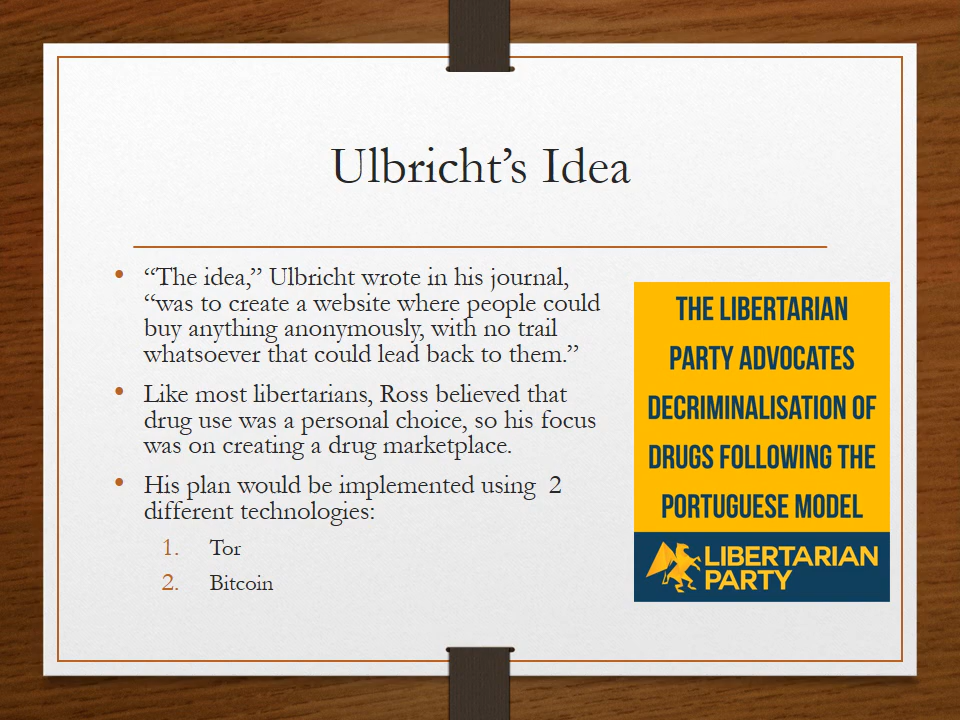 Ulbricht’s Idea
• “The idea,” Ulbricht wrote in his journal,
“was to create a website where people could
buy anything anonymously, with no trail
whatsoever that could lead back to them.”
• Like most libertarians, Ross believed that
drug use was a personal choice, so his focus
was on creating a drug marketplace.
• His plan would be implemented using  2
different technologies:
1. Tor
2. Bitcoin
THE LIBERTARIAN
PARTY ADVOCATES
DECRIMINALISATION OF
DRUGS FOLLOWING THE
PORTUGUESE MODEL
LIBERTARIAN
PARTY